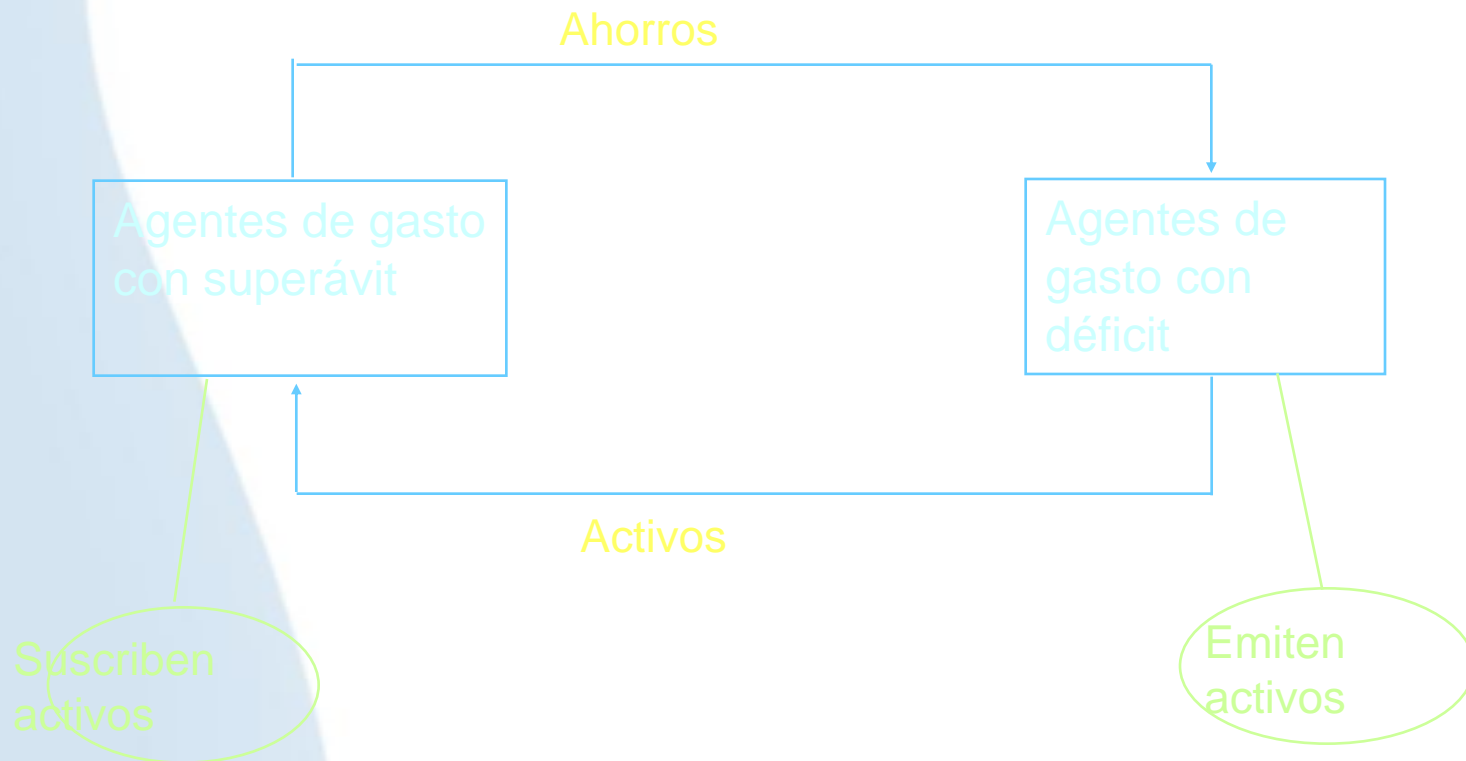 Ahorros
Agentes de gasto
con superávit
Agentes de
gasto con
déficit
Activos
Suscriben
activos
Emiten
activos